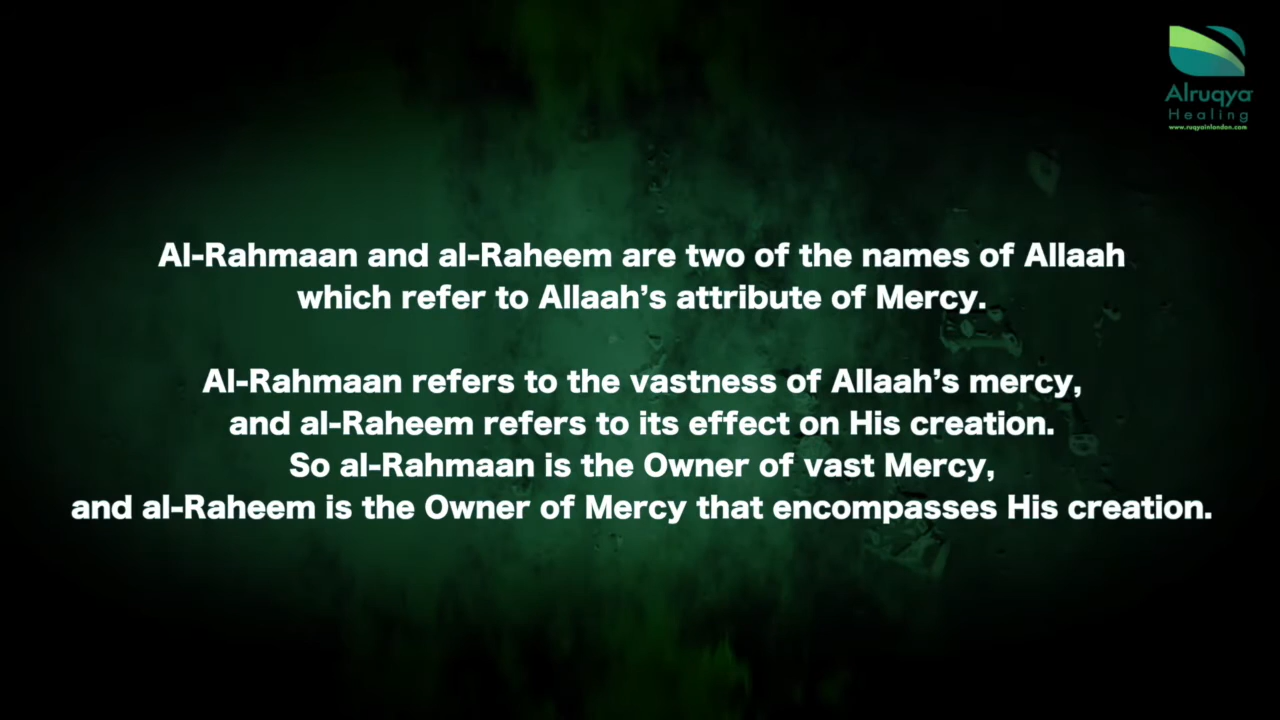 Alruqya
Healing
www.ruqyainlondon.com
Al-Rahmaan and al-Raheem are two of the names of Allaah
which refer to Allaah’s attribute of Mercy.
Al-Rahmaan refers to the vastness of Allaah’s mercy,
and al-Raheem refers to its effect on His creation.
So al-Rahmaan is the Owner of vast Mercy,
and al-Raheem is the Owner of Mercy that encompasses His creation.